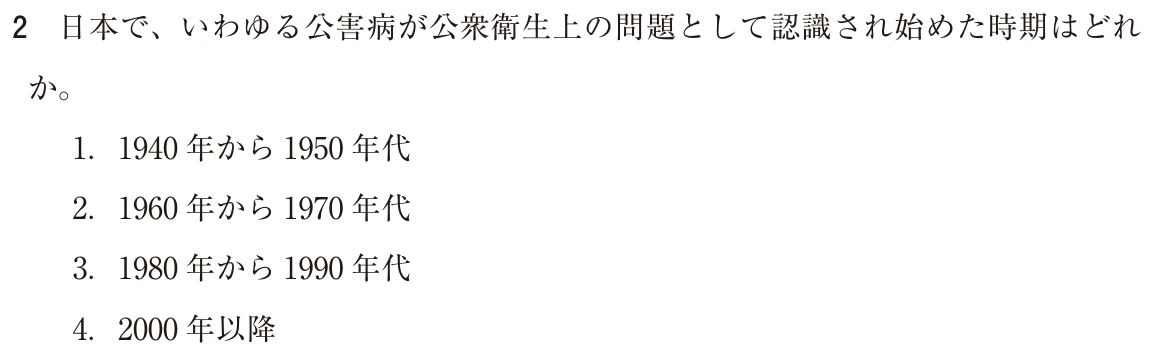 2 日本で、いわゆる公害病が公衆衛生上の問題として認識され始めた時期はどれ
か。
1. 1940 年から 1950 年代
2. 1960 年から 1970 年代
3. 1980 年から 1990 年代
4. 2000 年以降